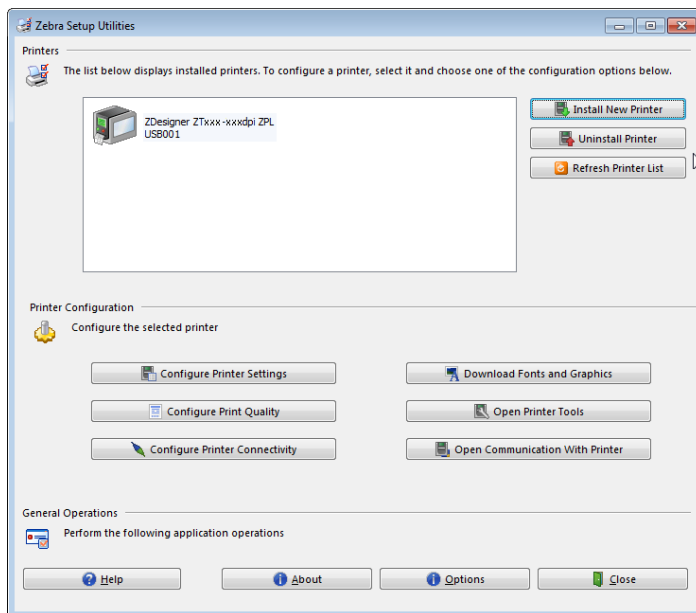 Zebra Setup Utilities
Printers
The list below displays installed printers. To configure a printer, select it and choose one of the configuration options below.
ZDesigner ZTxxx-xxxdpi ZPL
USB001
Install New Printer
Uninstall Printer
Refresh Printer List
Printer Configuration
Configure the selected printer
Configure Printer Settings
Download Fonts and Graphics
Configure Print Quality
Open Printer Tools
Configure Printer Connectivity
Open Communication With Printer
General Operations
Perform the following application operations
Help
About
Options
Close